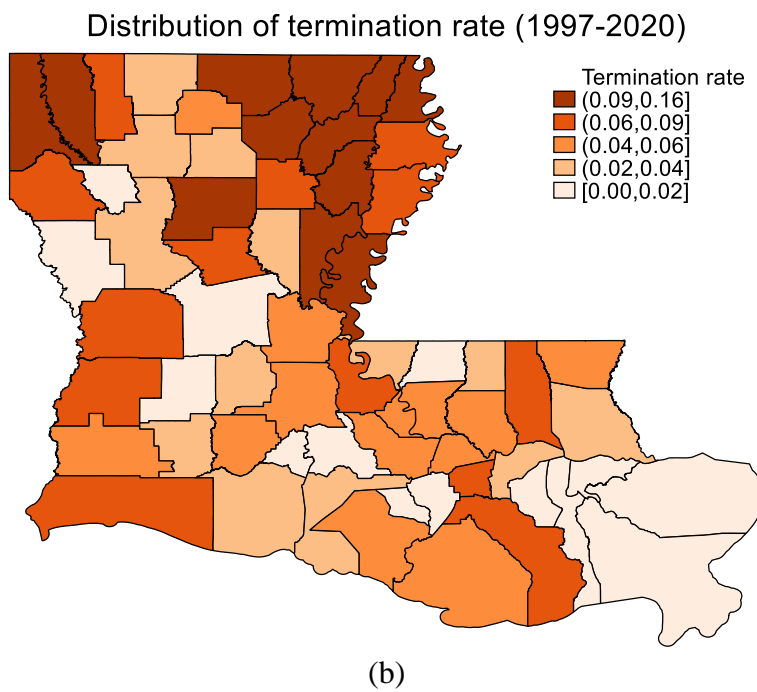 Distribution of termination rate (1997-2020)
Termination rate
(0.09,0.16]
(0.06,0.09]
(0.04,0.06]
(0.02,0.04]
[0.00,0.02]
(b)